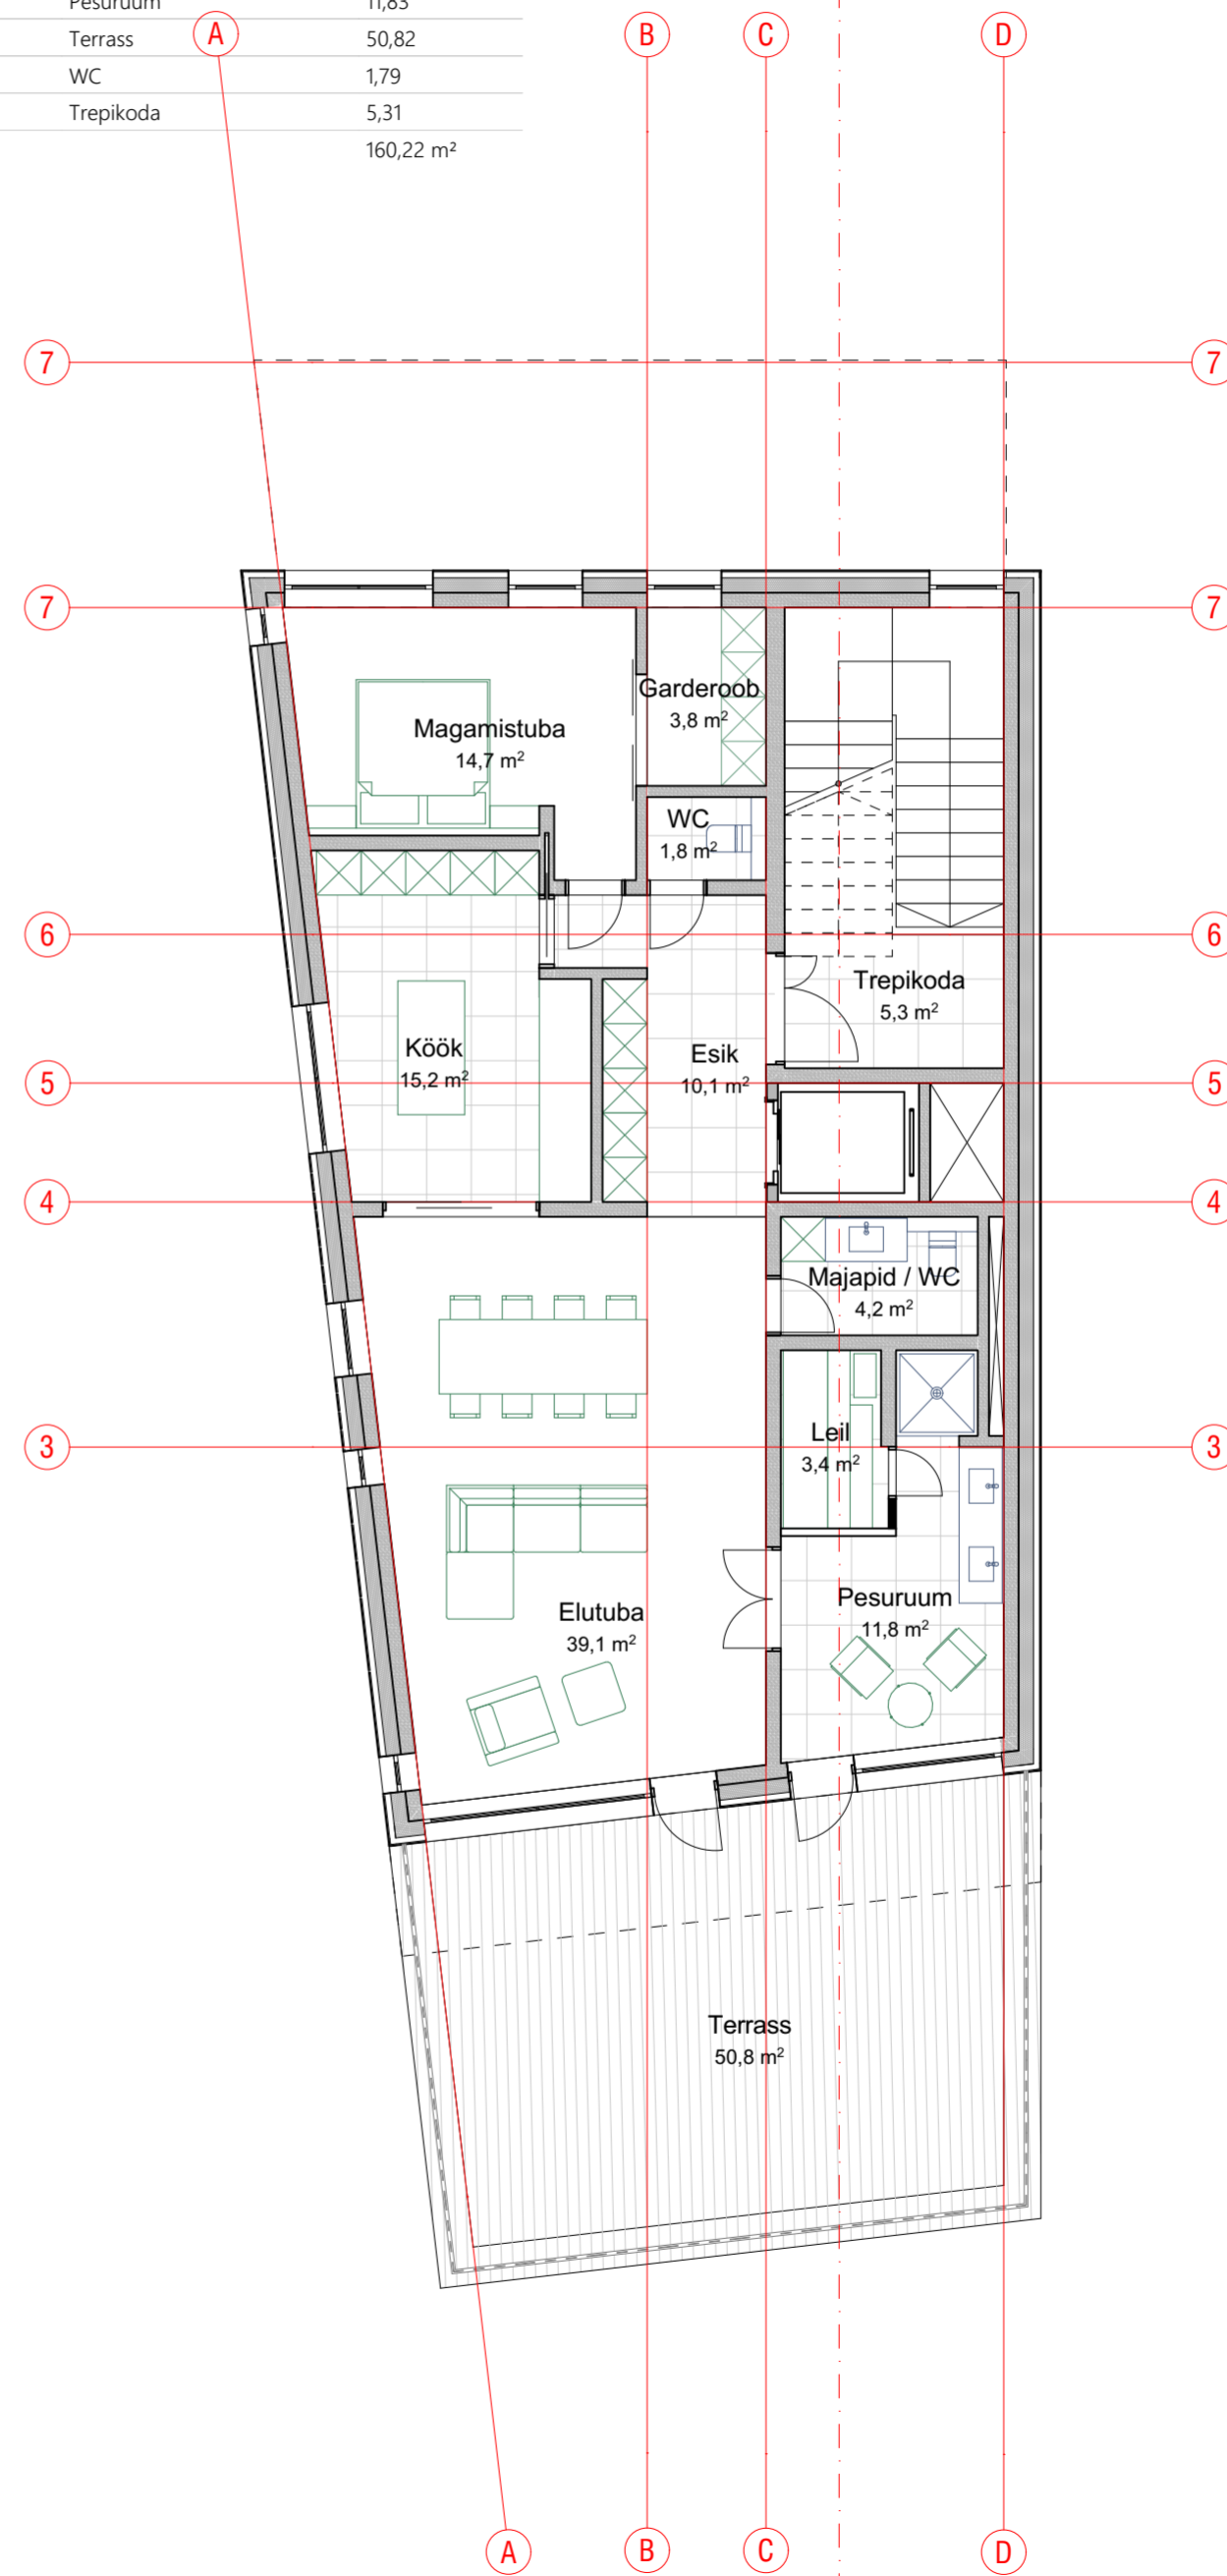 Pesuruum 11,83
Terrass 50,82
WC 1,79
Trepikoda 5,31
160,22 m²
A B C D
7 7
7 7
Garderoob
3,8 m²
Magamistuba
14,7 m²
WC
1,8 m²
6 6
Trepikoda
5,3 m²
Köök
15,2 m²
Esik
10,1 m²
5 5
4 4
Majapid / WC
4,2 m²
Leil
3,4 m²
3 3
Pesuruum
11,8 m²
Elutuba
39,1 m²
Terrass
50,8 m²
A B C D